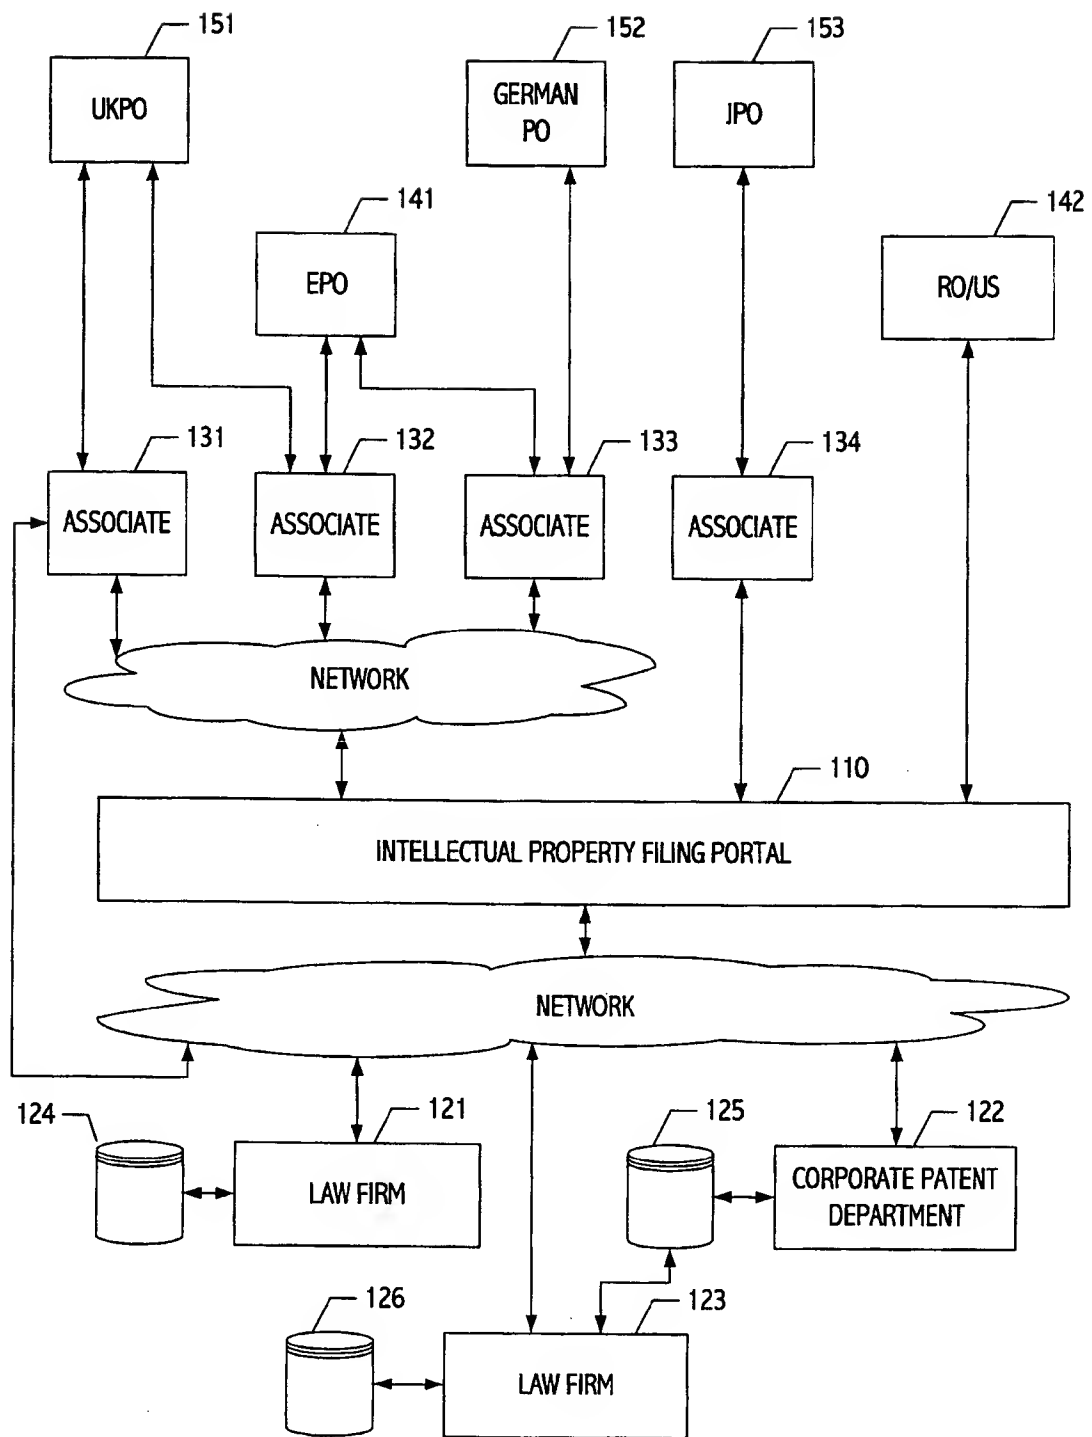 151
152
153
UKPO
GERMAN
PO
JPO
141
142
EPO
RO/US
131
132
133
134
ASSOCIATE
ASSOCIATE
ASSOCIATE
ASSOCIATE
NETWORK
110
INTELLECTUAL PROPERTY FILING PORTAL
NETWORK
124
121
125
122
LAW FIRM
CORPORATE PATENT
DEPARTMENT
126
123
LAW FIRM